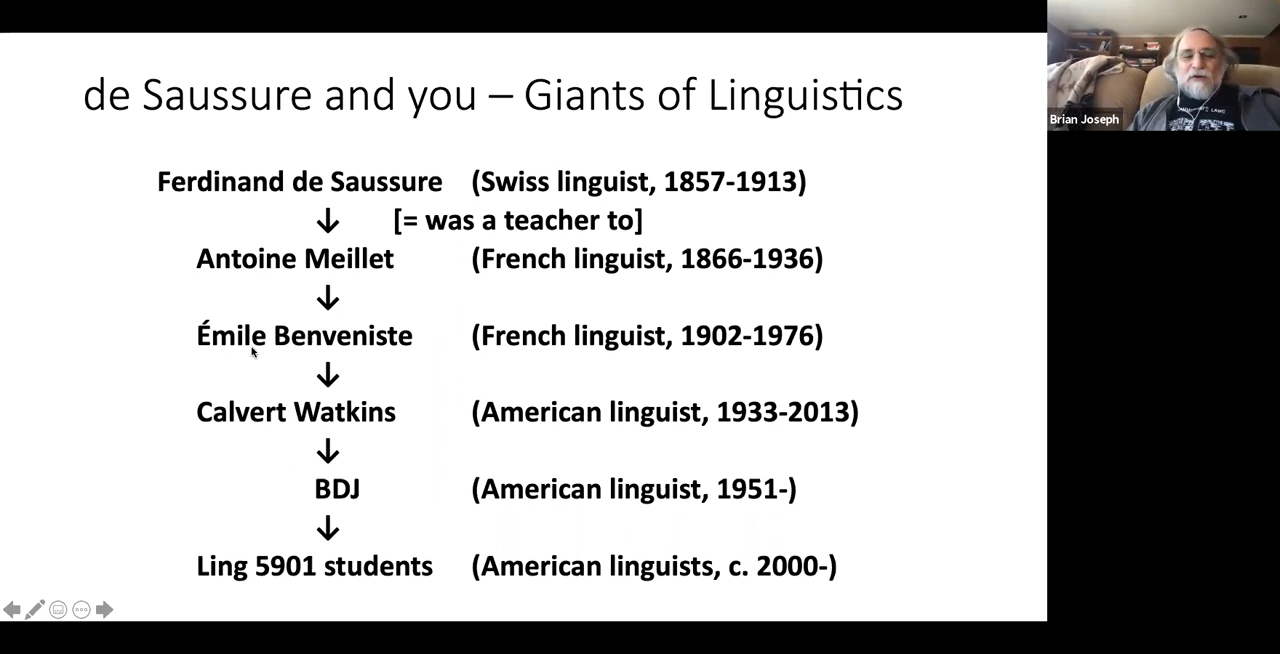 de Saussure and you – Giants of Linguistics
Ferdinand de Saussure (Swiss linguist, 1857-1913)
↓ [= was a teacher to]
Antoine Meillet (French linguist, 1866-1936)
↓
Émile Benveniste (French linguist, 1902-1976)
↓
Calvert Watkins (American linguist, 1933-2013)
↓
BDJ (American linguist, 1951-)
↓
Ling 5901 students (American linguists, c. 2000-)
Brian Joseph
LAWS